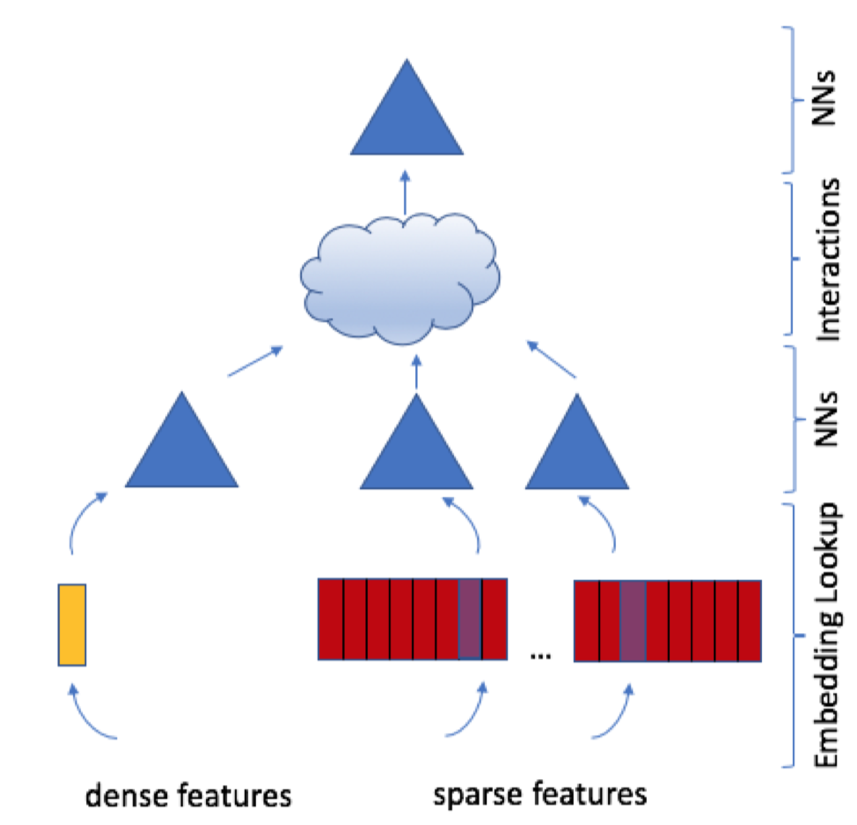 NNs
Interactions
NNs
Embedding Lookup
...
dense features
sparse features